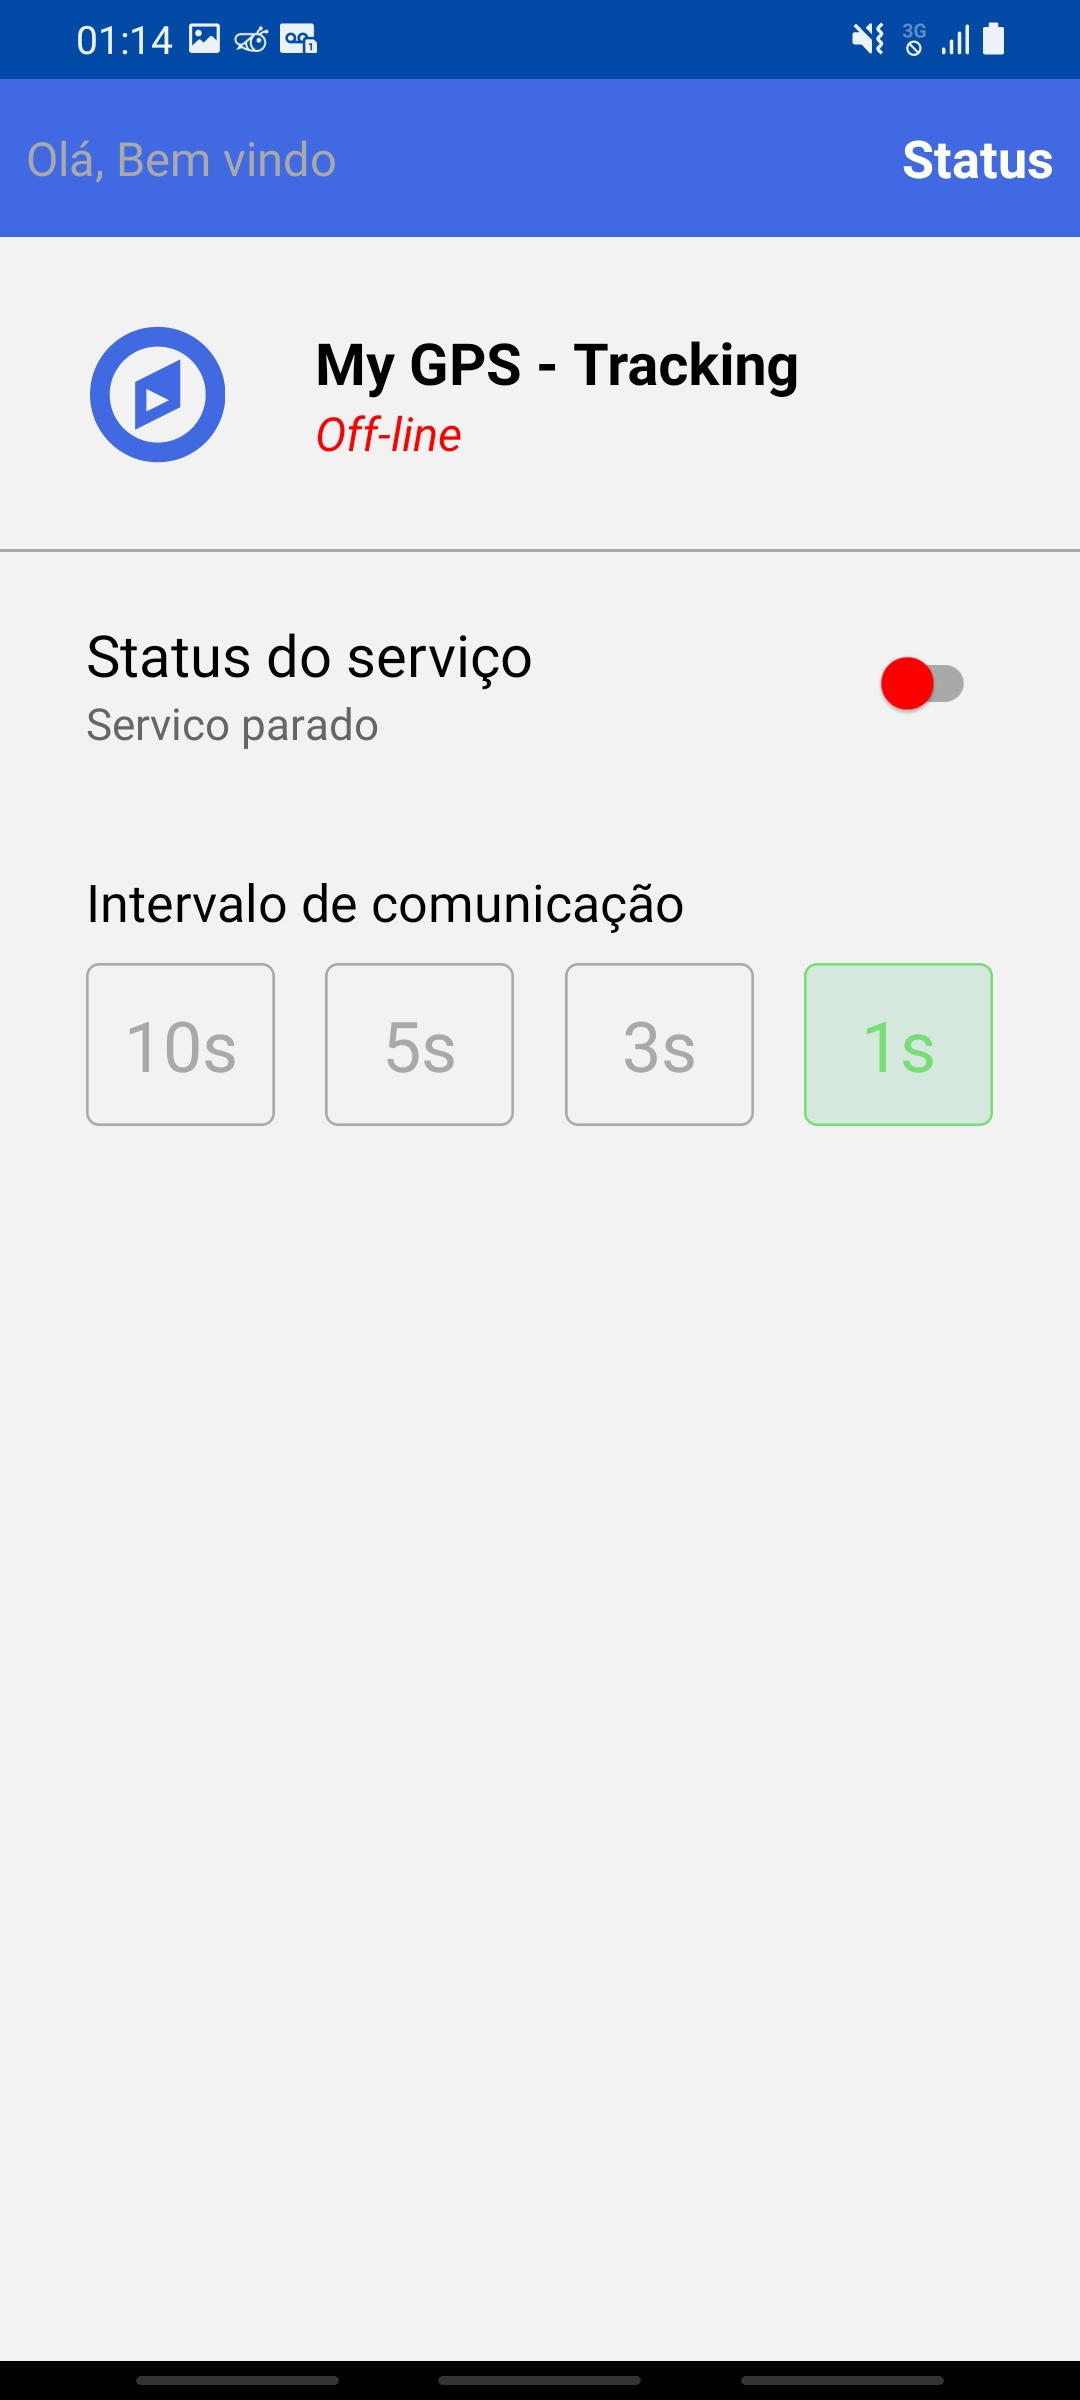 01:14
3G
Olá, Bem vindo
Status
My GPS - Tracking
Off-line
Status do serviço
Servico parado
Intervalo de comunicação
10s 5s 3s 1s